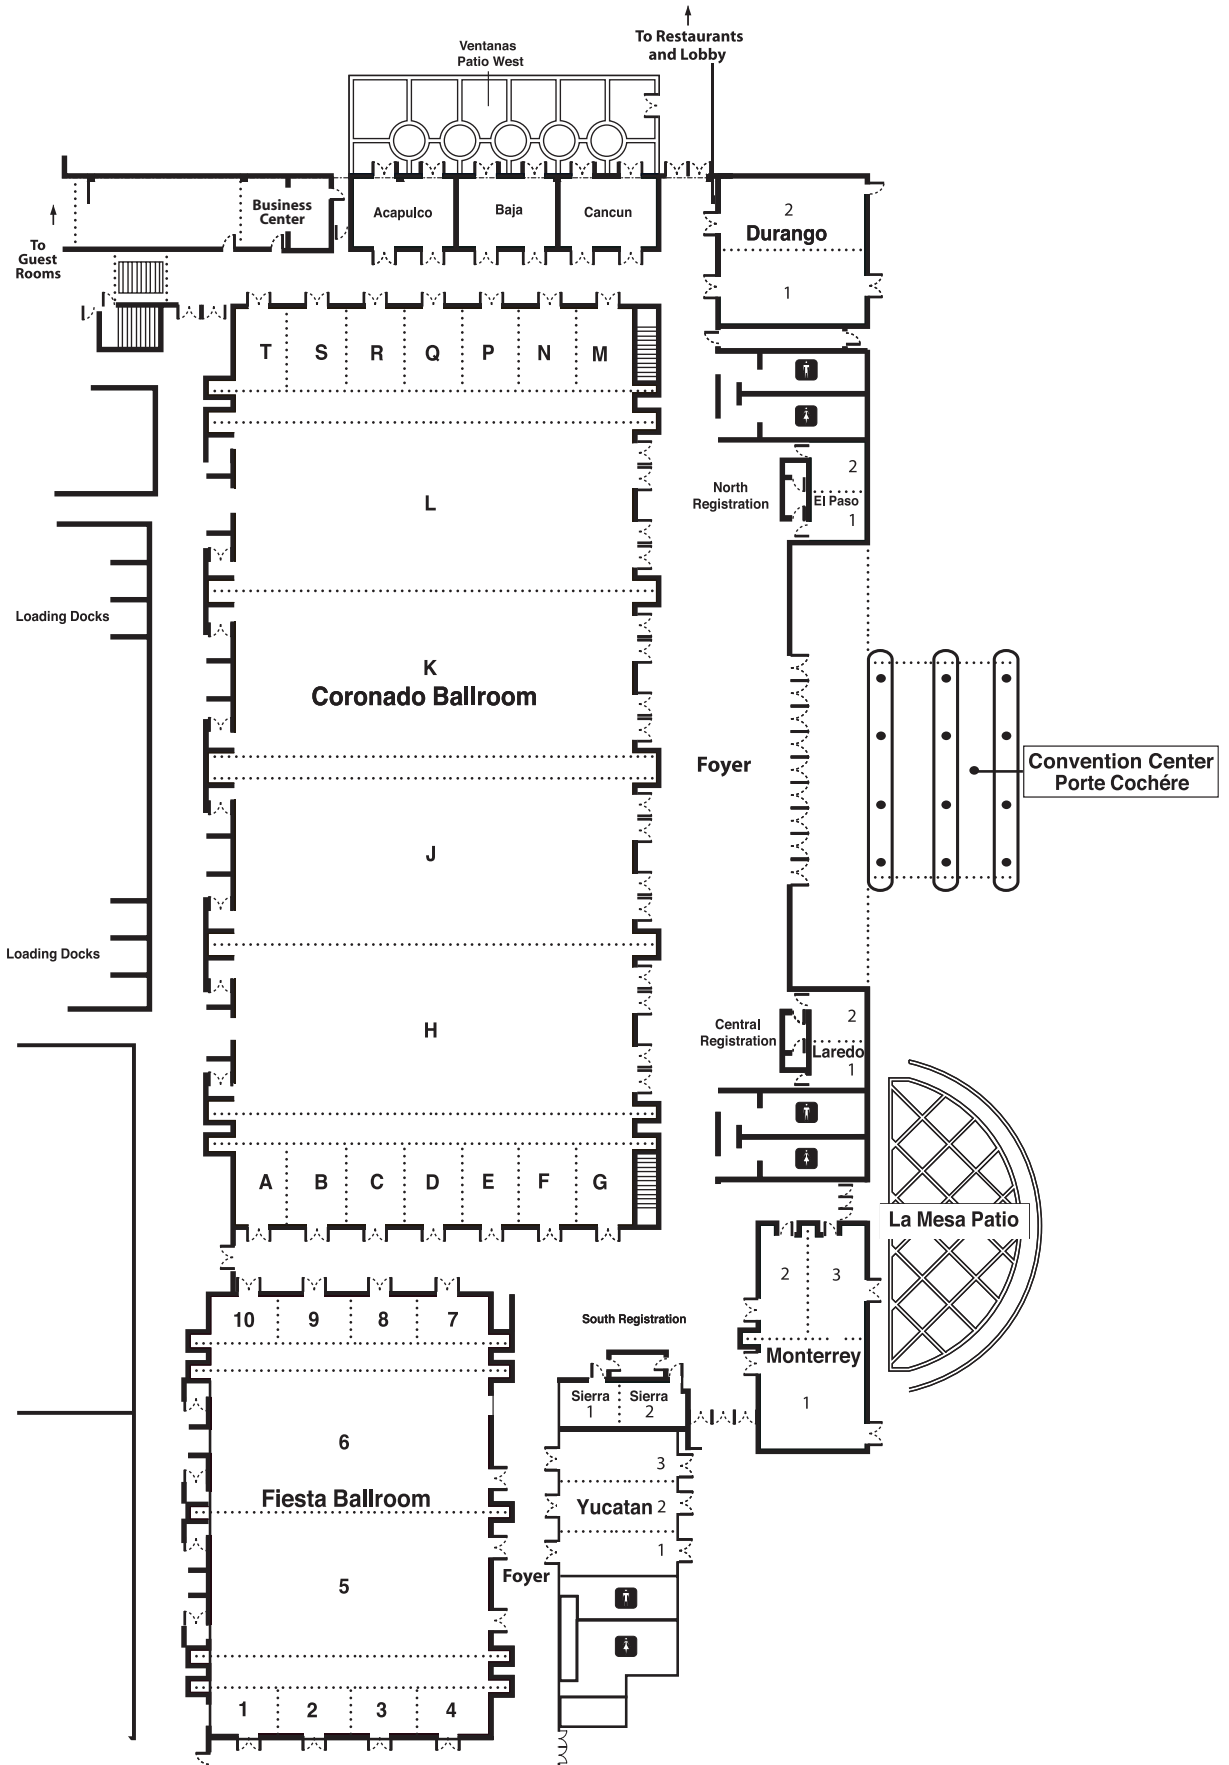 To Restaurants
and Lobby
Ventanas
Patio West
Business
Center
Acapulco
Baja
Cancun
2
Durango
1
To
Guest
Rooms
T S R Q P N M
L
North
Registration
2
El Paso
1
Loading Docks
K
Coronado Ballroom
Foyer
Convention Center
Porte Cochére
J
Loading Docks
H
Central
Registration
2
Laredo
1
A B C D E F G
La Mesa Patio
2 3
Monterrey
1
10 9 8 7
South Registration
Sierra
1
Sierra
2
6
Fiesta Ballroom
3
Yucatan 2
1
Foyer
5
1 2 3 4